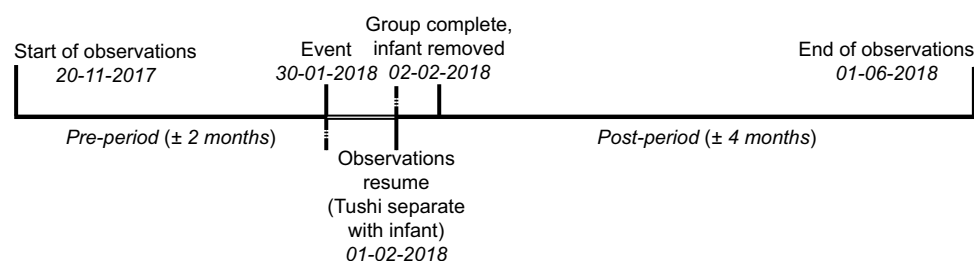 Start of observations
20-11-2017
Event
30-01-2018
Group complete,
infant removed
02-02-2018
End of observations
01-06-2018
Pre-period (± 2 months)
Observations
resume
(Tushi separate
with infant)
01-02-2018
Post-period (± 4 months)